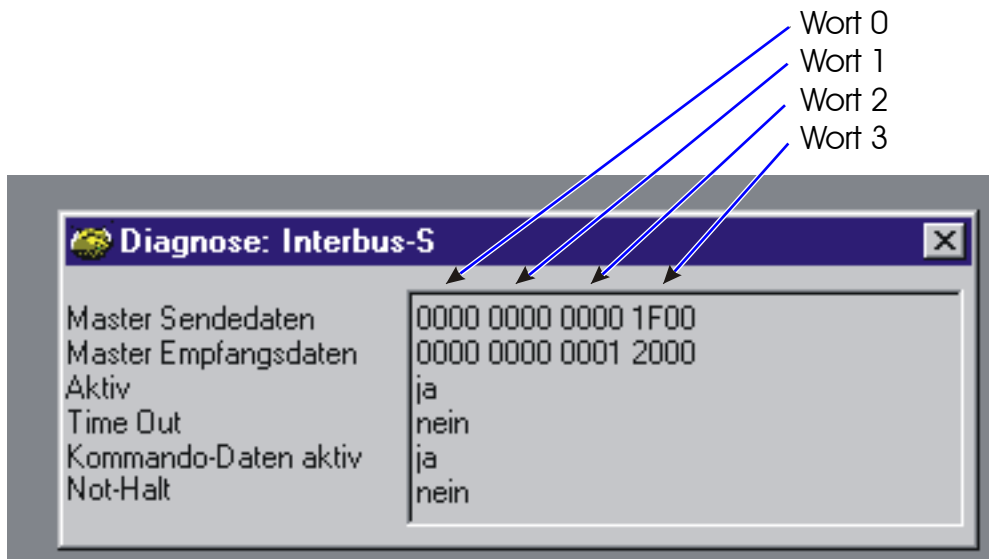 Wort 0
Wort 1
Wort 2
Wort 3
Diagnose: Interbus-S
Master Sendedaten 0000 0000 0000 1F00
Master Empfangsdaten 0000 0000 0001 2000
Aktiv ja
Time Out nein
Kommando-Daten aktiv ja
Not-Halt nein